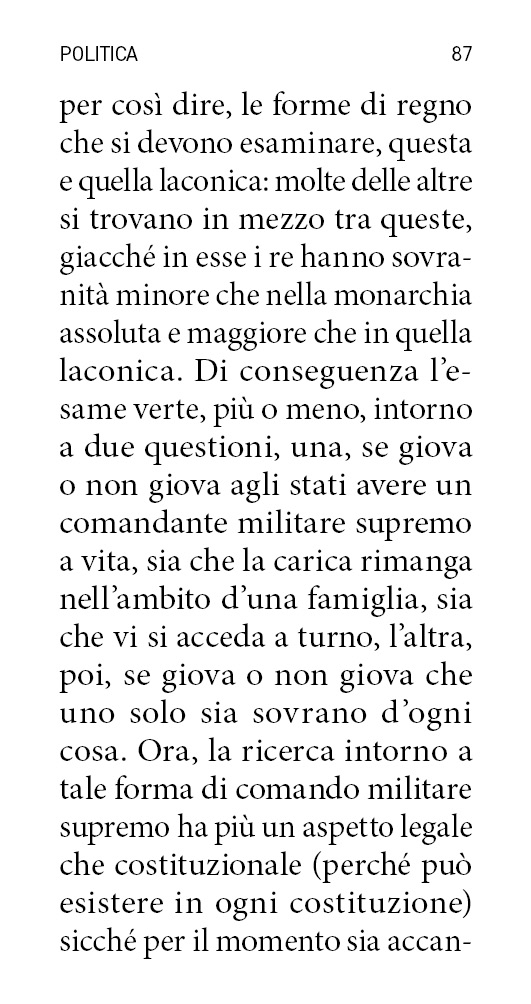 POLITICA 87
per così dire, le forme di regno
che si devono esaminare, questa
e quella laconica: molte delle altre
si trovano in mezzo tra queste,
giacché in esse i re hanno sovra-
nità minore che nella monarchia
assoluta e maggiore che in quella
laconica. Di conseguenza l’e-
same verte, più o meno, intorno
a due questioni, una, se giova
o non giova agli stati avere un
comandante militare supremo
a vita, sia che la carica rimanga
nell’ambito d’una famiglia, sia
che vi si acceda a turno, l’altra,
poi, se giova o non giova che
uno solo sia sovrano d’ogni
cosa. Ora, la ricerca intorno a
tale forma di comando militare
supremo ha più un aspetto legale
che costituzionale (perché può
esistere in ogni costituzione)
sicché per il momento sia accan-